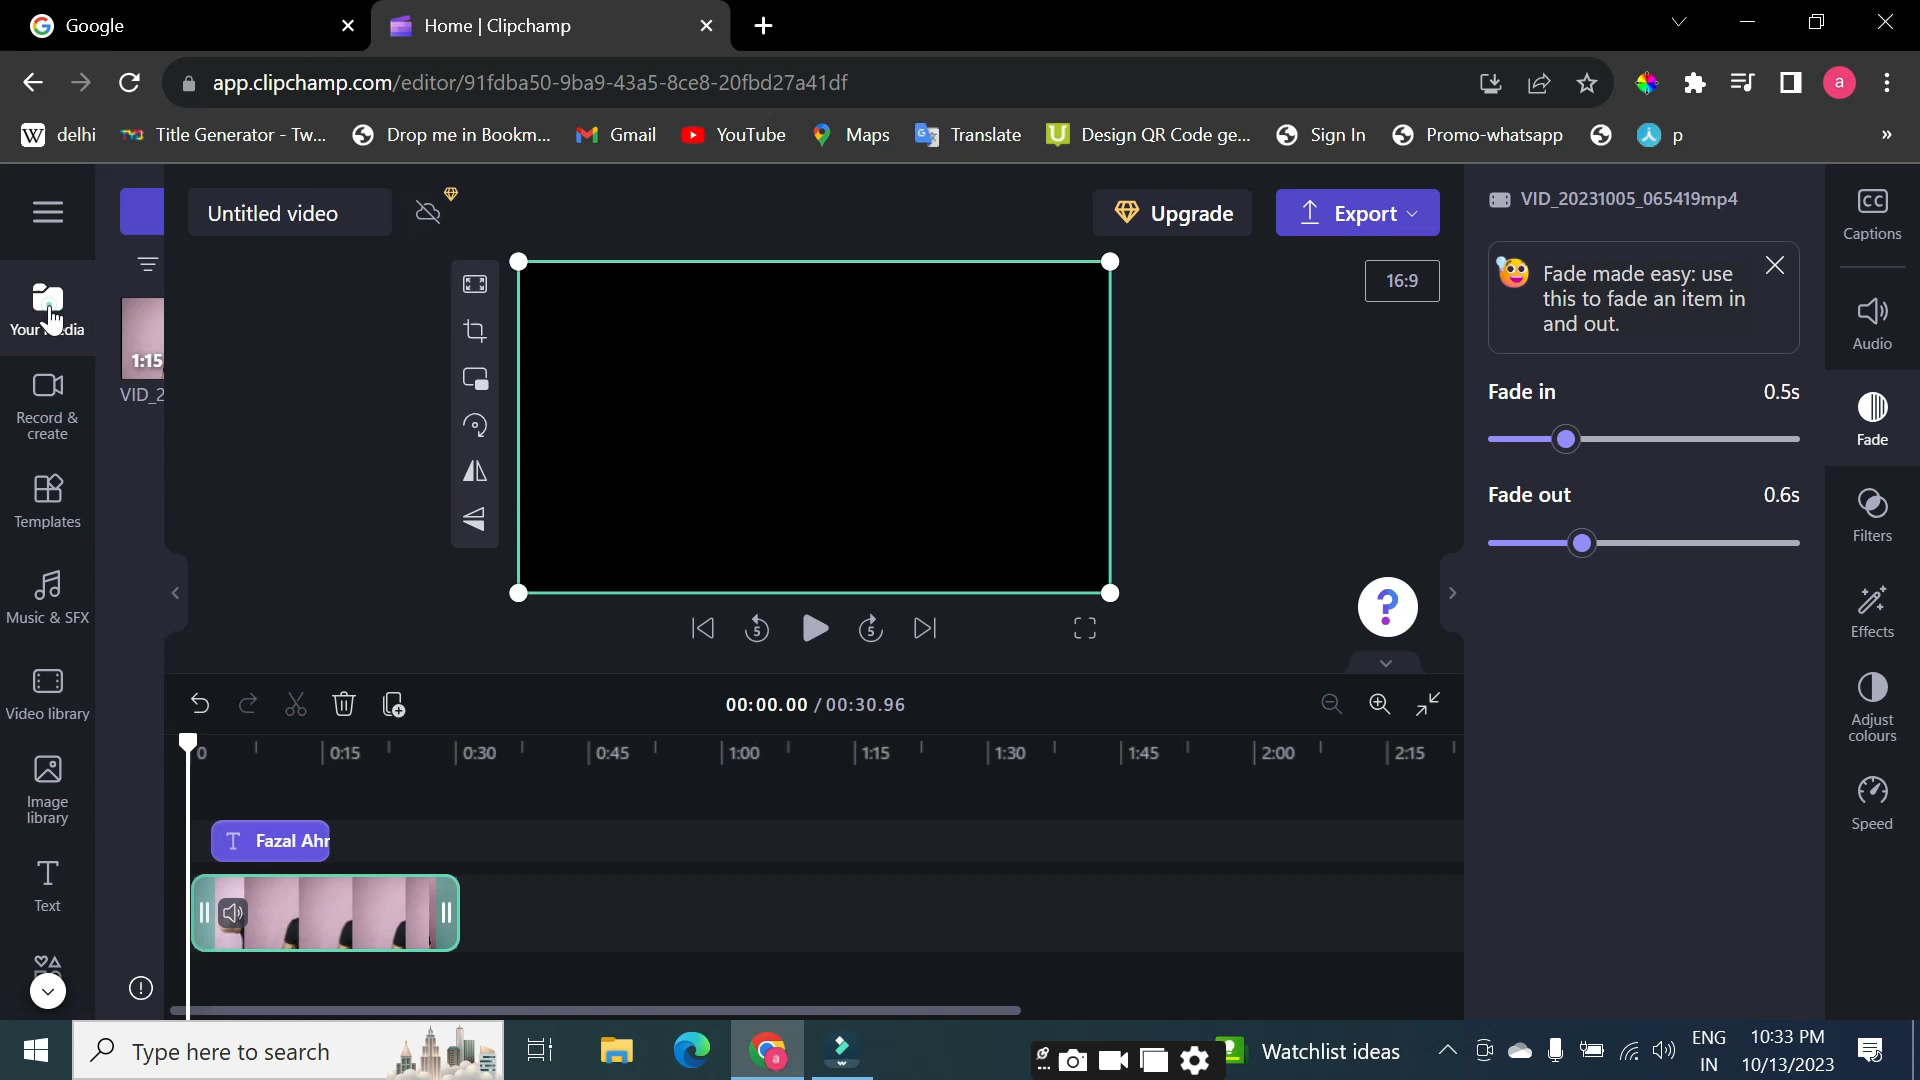 Google
Home | Clipchamp
app.clipchamp.com/editor/91fdba50-9ba9-43a5-8ce8-20fbd27a41df
a
W delhi
Title Generator - Tw...
Drop me in Bookm...
Gmail
YouTube
Maps
Translate
Design QR Code ge...
Sign In
Promo-whatsapp
p
»
Untitled video
Upgrade
Export
VID_20231005_065419mp4
CC
Captions
16:9
Fade made easy: use
this to fade an item in
and out.
Your
dia
Audio
1:15
VID_2
Fade in 0.5s
Record &
create
Fade
Fade out 0.6s
Templates
Filters
Music & SFX
5
5
?
Effects
Video library
00:00.00 / 00:30.96
Adjust
colours
0
0:15
0:30
0:45
1:00
1:15
1:30
1:45
2:00
2:15
Image
library
Speed
T Fazal Ahr
Text
Type here to search
a
Watchlist ideas
ENG
IN
10:33 PM
10/13/2023